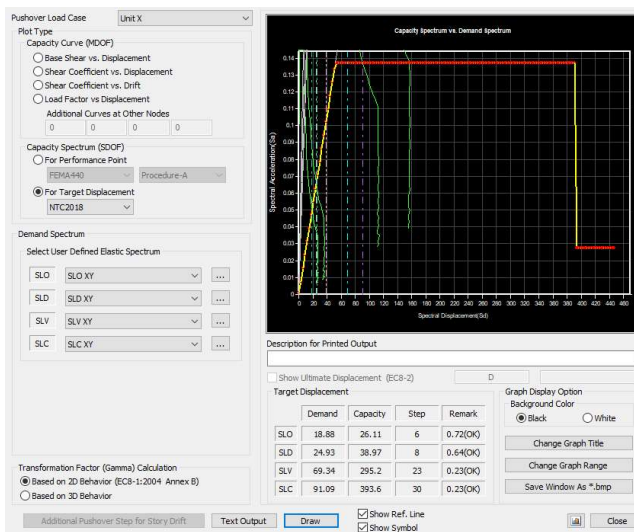 Pushover Load Case
Unit X
Plot Type
Capacity Curve (MDOF)
Base Shear vs. Displacement
Shear Coefficient vs. Displacement
Shear Coefficient vs. Drift
Load Factor vs Displacement
Additional Curves at Other Nodes
0 0 0 0
Capacity Spectrum (SDOF)
For Performance Point
FEMA440 Procedure-A
For Target Displacement
NTC2018
Demand Spectrum
Select User Defined Elastic Spectrum
SLO SLO XY ...
SLD SLD XY ...
SLV SLV XY ...
SLC SLC XY ...
Transformation Factor (Gamma) Calculation
Based on 2D Behavior (EC8-1:2004 Annex B)
Based on 3D Behavior
Additional Pushover Step for Story Drift
Text Output
Draw
Capacity Spectrum vs. Demand Spectrum
Spectral Acceleration(Sa)
0.14
0.13
0.12
0.11
0.1
0.09
0.08
0.07
0.06
0.05
0.04
0.03
0.02
0.01
0
0 20 40 60 80 100 120 140 160 180 200 220 240 260 280 300 320 340 360 380 400 420 440 460
Spectral Displacement(Sd)
Description for Printed Output
Show Ultimate Displacement (EC8-2)
D
Target Displacement
Demand Capacity Step Remark
SLO 18.88 26.11 6 0.72(OK)
SLD 24.93 38.97 8 0.64(OK)
SLV 69.34 295.2 23 0.23(OK)
SLC 91.09 393.6 30 0.23(OK)
Graph Display Option
Background Color
Black White
Change Graph Title
Change Graph Range
Save Window As *.bmp
Show Ref. Line
Show Symbol
Close